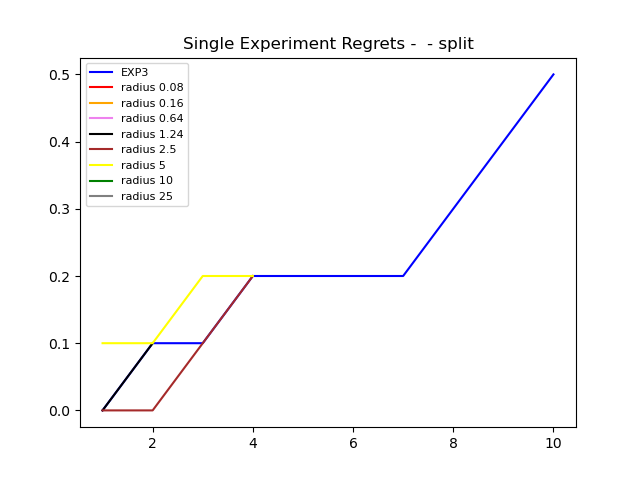 Single Experiment Regrets -  - split
EXP3
radius 0.08
radius 0.16
radius 0.64
radius 1.24
radius 2.5
radius 5
radius 10
radius 25
0.5
0.4
0.3
0.2
0.1
0.0
2 4 6 8 10